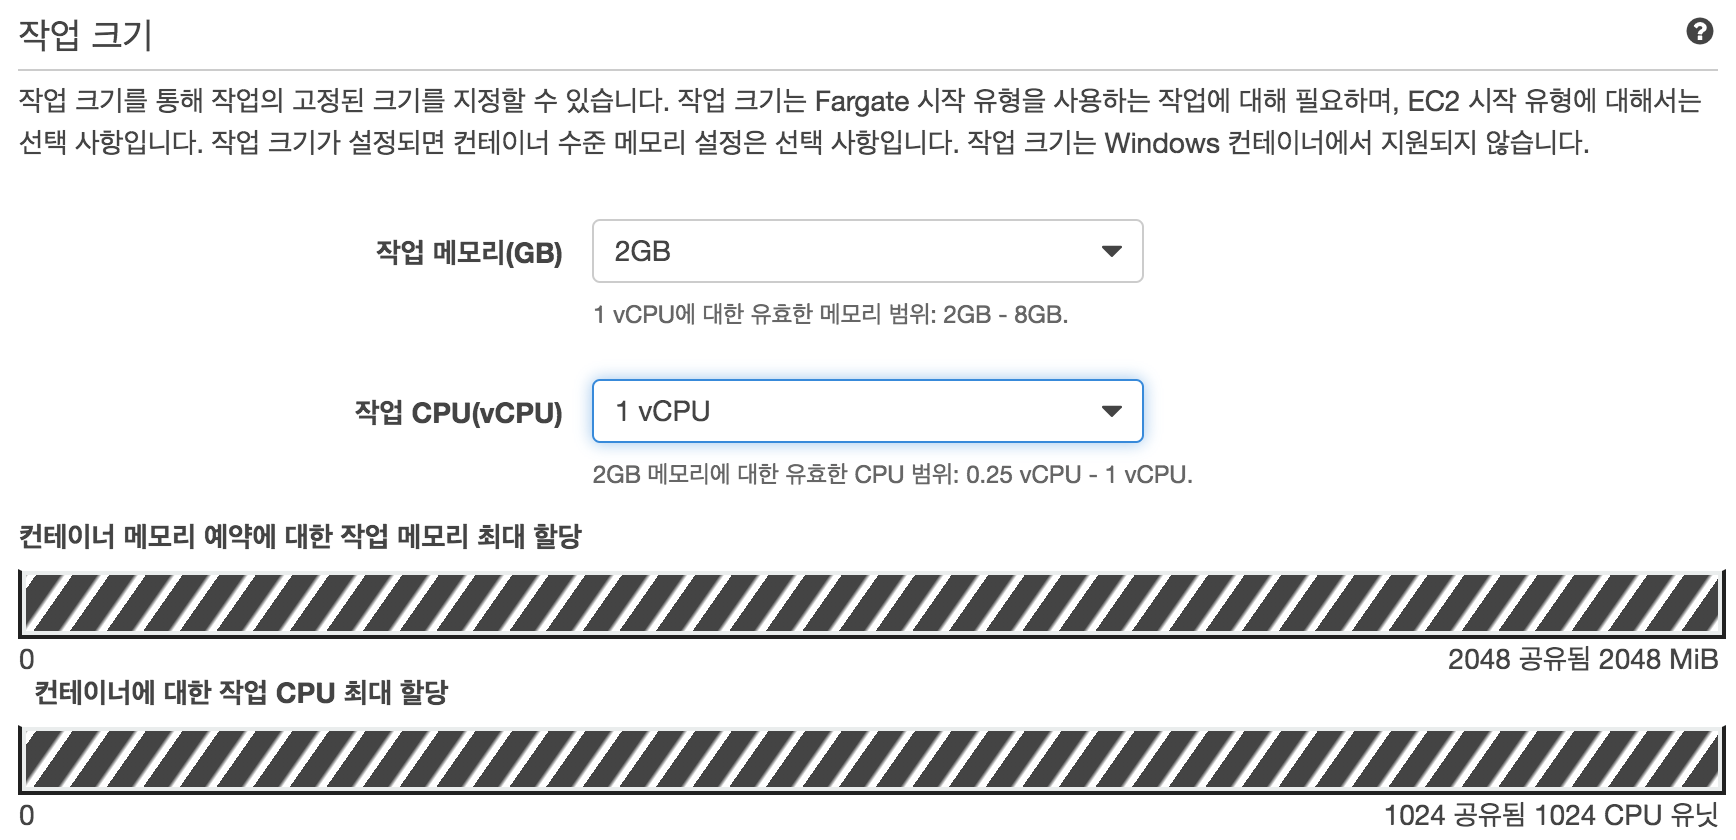 작업 크기
작업 크기를 통해 작업의 고정된 크기를 지정할 수 있습니다. 작업 크기는 Fargate 시작 유형을 사용하는 작업에 대해 필요하며, EC2 시작 유형에 대해서는
선택 사항입니다. 작업 크기가 설정되면 컨테이너 수준 메모리 설정은 선택 사항입니다. 작업 크기는 Windows 컨테이너에서 지원되지 않습니다.
작업 메모리(GB) 2GB
1 vCPU에 대한 유효한 메모리 범위: 2GB - 8GB.
작업 CPU(vCPU) 1 vCPU
2GB 메모리에 대한 유효한 CPU 범위: 0.25 vCPU - 1 vCPU.
컨테이너 메모리 예약에 대한 작업 메모리 최대 할당
0 2048 공유됨 2048 MiB
컨테이너에 대한 작업 CPU 최대 할당
0 1024 공유됨 1024 CPU 유닛